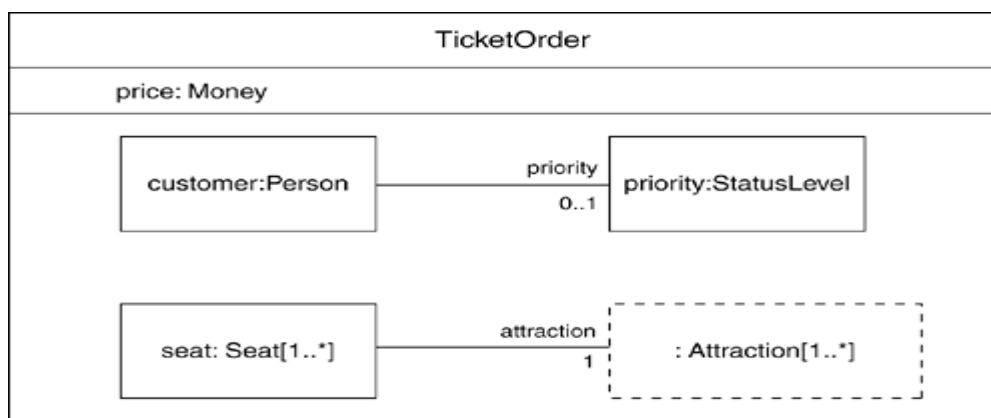 TicketOrder
price: Money
customer:Person
priority
0..1
priority:StatusLevel
seat: Seat[1..*]
attraction
1
: Attraction[1..*]